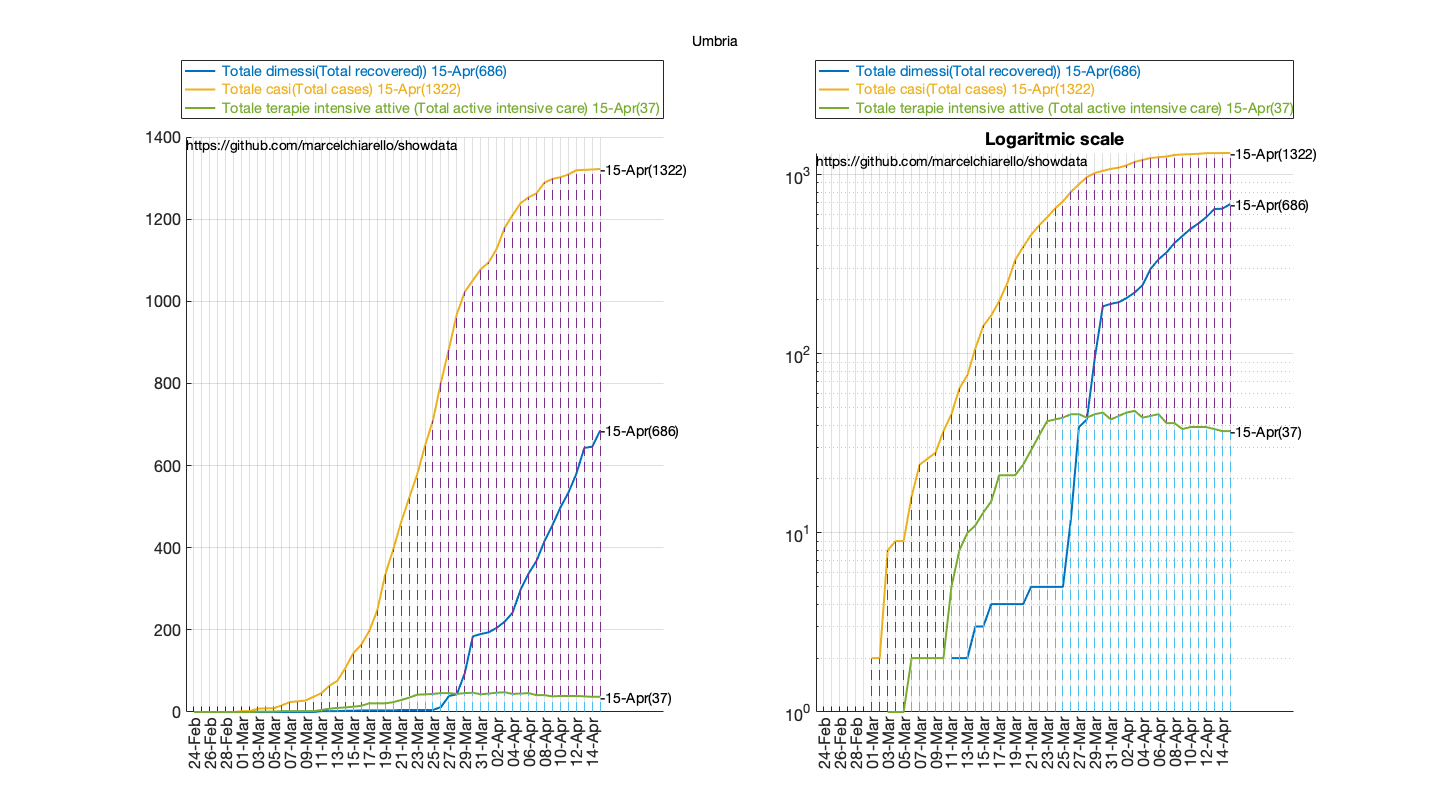 Umbria
Totale dimessi(Total recovered)) 15-Apr(686)
Totale casi(Total cases) 15-Apr(1322)
Totale terapie intensive attive (Total active intensive care) 15-Apr(37)
https://github.com/marcelchiarello/showdata
1400
1200
1000
800
600
400
200
0
-15-Apr(1322)
-15-Apr(686)
-15-Apr(37)
24-Feb
26-Feb
28-Feb
01-Mar
03-Mar
05-Mar
07-Mar
09-Mar
11-Mar
13-Mar
15-Mar
17-Mar
19-Mar
21-Mar
23-Mar
25-Mar
27-Mar
29-Mar
31-Mar
02-Apr
04-Apr
06-Apr
08-Apr
10-Apr
12-Apr
14-Apr
Totale dimessi(Total recovered)) 15-Apr(686)
Totale casi(Total cases) 15-Apr(1322)
Totale terapie intensive attive (Total active intensive care) 15-Apr(37)
Logaritmic scale
https://github.com/marcelchiarello/showdata
10^3
10^2
10^1
10^0
-15-Apr(1322)
-15-Apr(686)
-15-Apr(37)
24-Feb
26-Feb
28-Feb
01-Mar
03-Mar
05-Mar
07-Mar
09-Mar
11-Mar
13-Mar
15-Mar
17-Mar
19-Mar
21-Mar
23-Mar
25-Mar
27-Mar
29-Mar
31-Mar
02-Apr
04-Apr
06-Apr
08-Apr
10-Apr
12-Apr
14-Apr